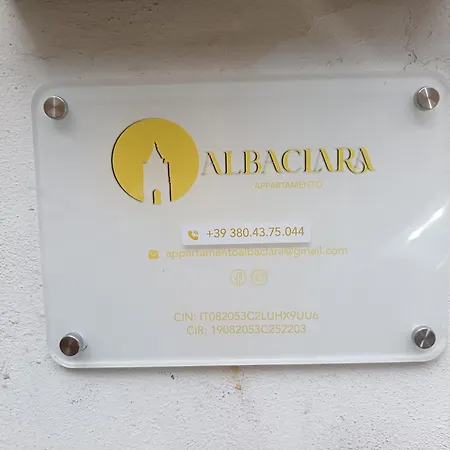 ALBACIARA
APPARTAMENTO
+39 380.43.75.044
appartamentoalbaciara@gmail.com
CIN: IT082053C2LUHX9UU6
CIR: 19082053C252203